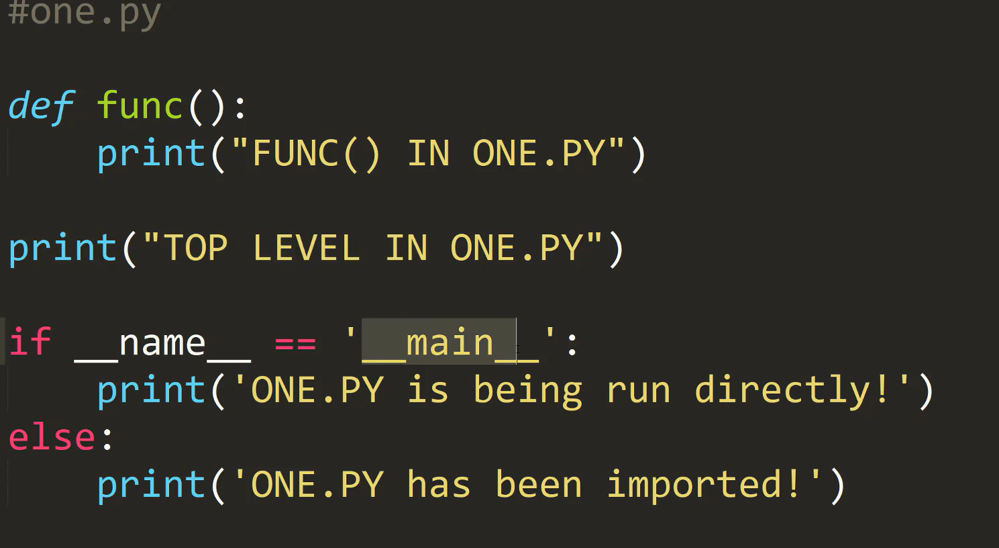 #one.py
def func():
    print("FUNC() IN ONE.PY")
print("TOP LEVEL IN ONE.PY")
if __name__ == '__main__':
    print('ONE.PY is being run directly!')
else:
    print('ONE.PY has been imported!')